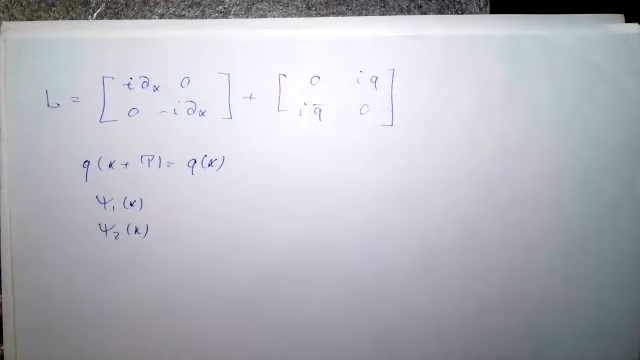 L = [ i∂x 0 ; 0 -i∂x ] + [ 0 iq ; iq̄ 0 ]
q(x + T) = q(x)
Ψ₁(x)
Ψ₂(x)